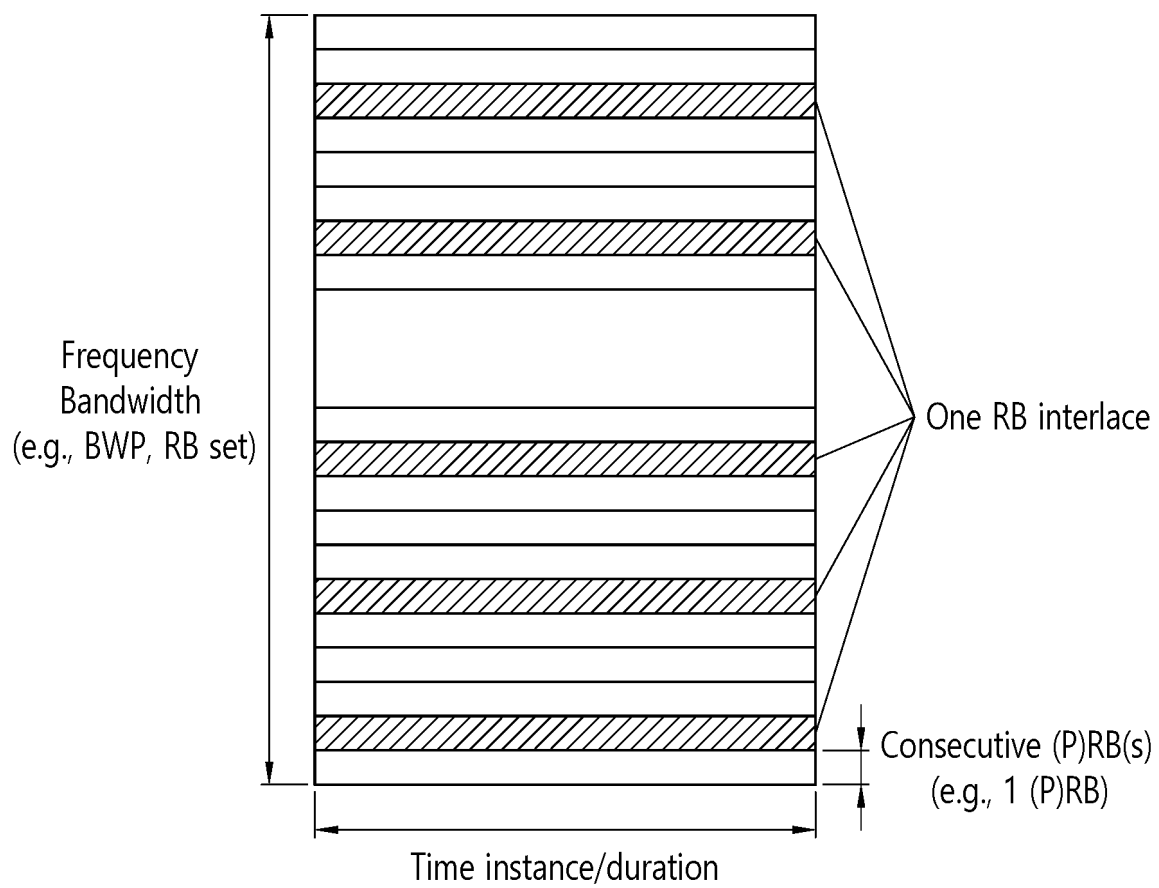 Frequency
Bandwidth
(e.g., BWP, RB set)
One RB interlace
Consecutive (P)RB(s)
(e.g., 1 (P)RB)
Time instance/duration